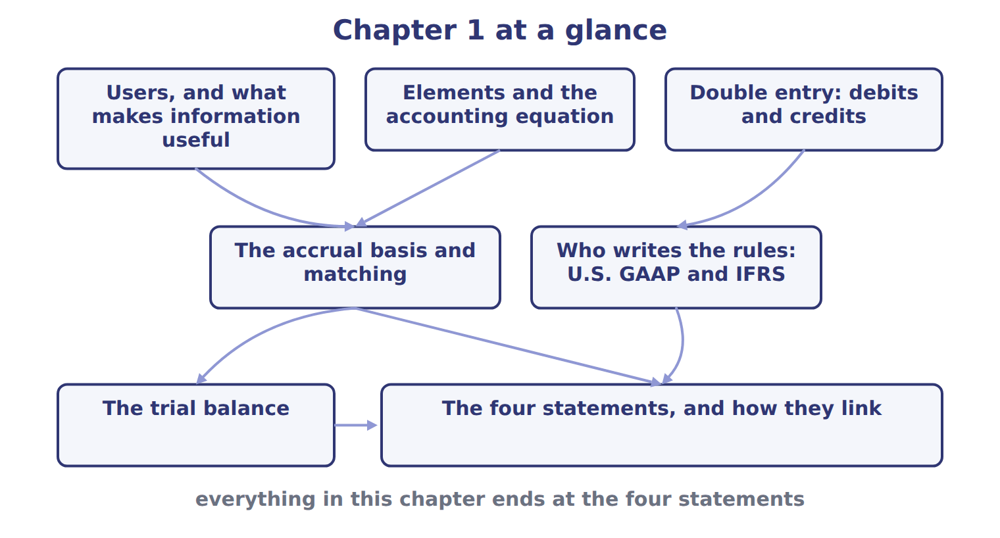 Chapter 1 at a glance
Users, and what
makes information
useful
Elements and the
accounting equation
Double entry: debits
and credits
The accrual basis and
matching
Who writes the rules:
U.S. GAAP and IFRS
The trial balance
The four statements, and how they link
everything in this chapter ends at the four statements